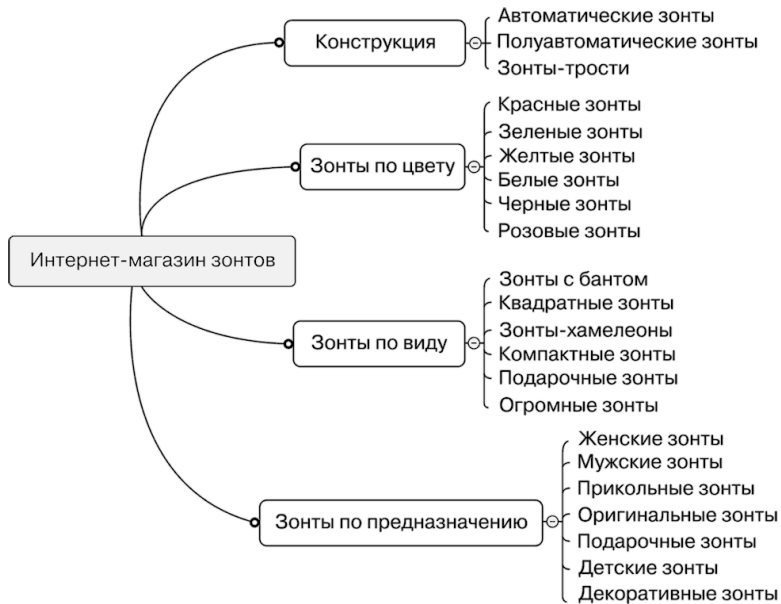 Интернет-магазин зонтов
Конструкция
Автоматические зонты
Полуавтоматические зонты
Зонты-трости
Зонты по цвету
Красные зонты
Зеленые зонты
Желтые зонты
Белые зонты
Черные зонты
Розовые зонты
Зонты по виду
Зонты с бантом
Квадратные зонты
Зонты-хамелеоны
Компактные зонты
Подарочные зонты
Огромные зонты
Зонты по предназначению
Женские зонты
Мужские зонты
Прикольные зонты
Оригинальные зонты
Подарочные зонты
Детские зонты
Декоративные зонты